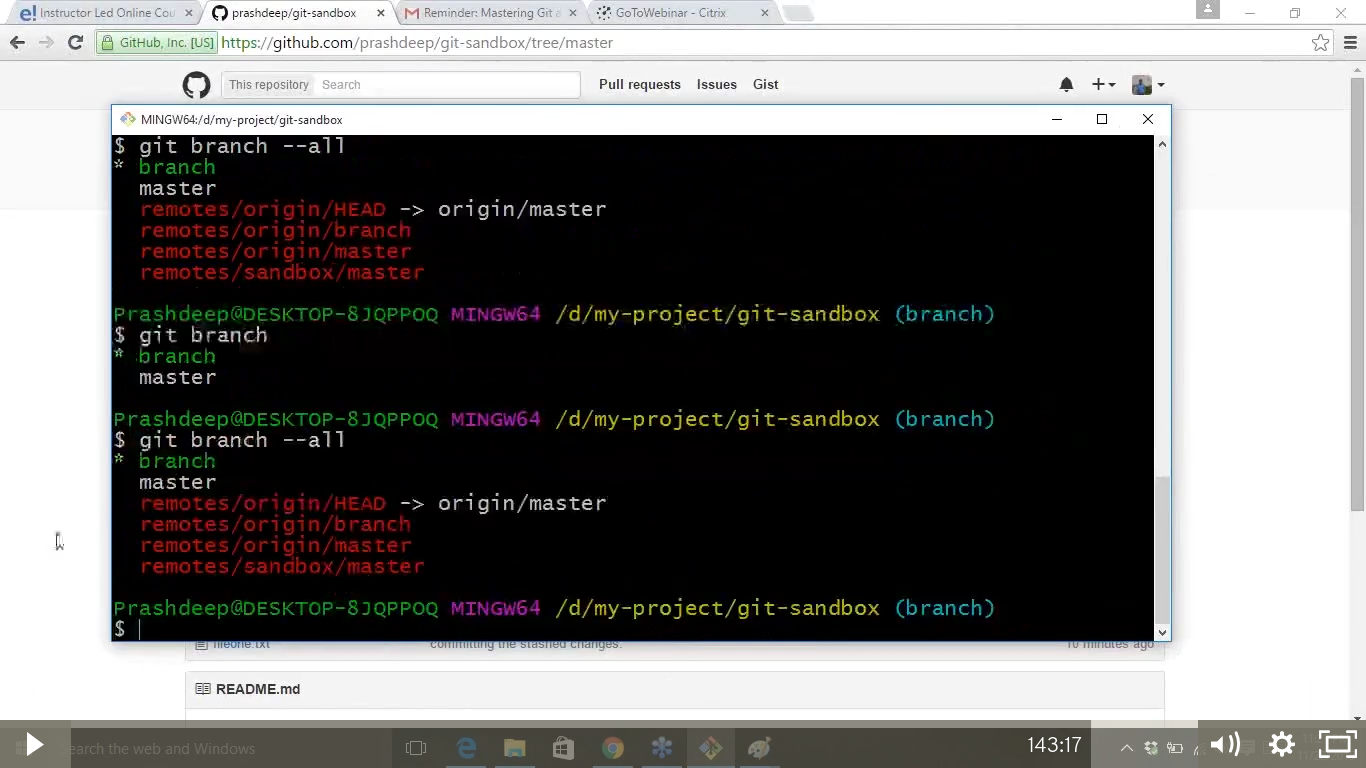 Instructor Led Online Cou
prashdeep/git-sandbox
Reminder: Mastering Git a
GoToWebinar - Citrix
GitHub, Inc. [US] https://github.com/prashdeep/git-sandbox/tree/master
This repository Search Pull requests Issues Gist
MINGW64:/d/my-project/git-sandbox
$ git branch --all
* branch
master
remotes/origin/HEAD -> origin/master
remotes/origin/branch
remotes/origin/master
remotes/sandbox/master
Prashdeep@DESKTOP-8JQPPOQ MINGW64 /d/my-project/git-sandbox (branch)
$ git branch
* branch
master
Prashdeep@DESKTOP-8JQPPOQ MINGW64 /d/my-project/git-sandbox (branch)
$ git branch --all
* branch
master
remotes/origin/HEAD -> origin/master
remotes/origin/branch
remotes/origin/master
remotes/sandbox/master
Prashdeep@DESKTOP-8JQPPOQ MINGW64 /d/my-project/git-sandbox (branch)
$
fileone.txt committing the stashed changes. 10 minutes ago
README.md
earch the web and Windows
143:17